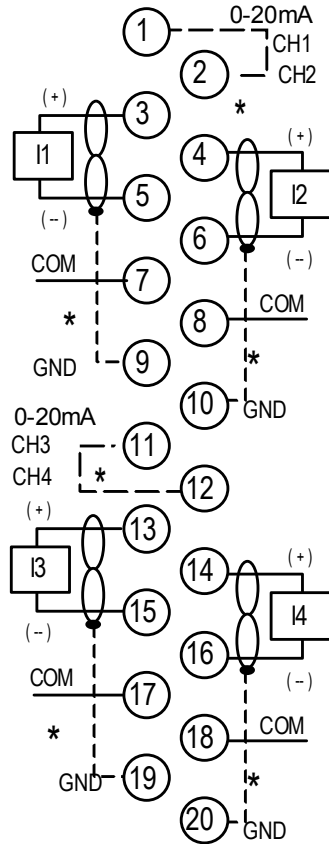 0-20mA
1
CH1
2
CH2
*
(+)
3
(+)
4
I1
I2
5
(--)
6
(--)
COM
7
COM
8
*
*
GND
9
10
GND
0-20mA
CH3
11
CH4
*
12
(+)
13
(+)
14
I3
I4
15
(--)
16
(--)
COM
17
COM
18
*
*
GND
19
20
GND